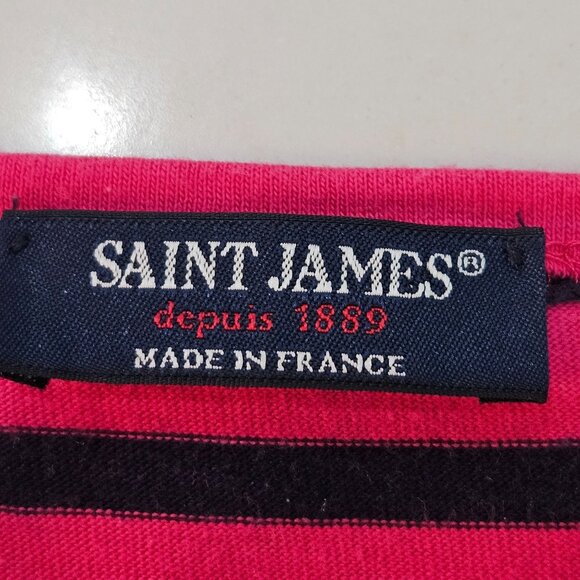 SAINT JAMES®
depuis 1889
MADE IN FRANCE